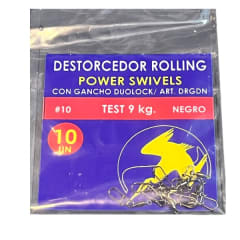 DESTORCEDOR ROLLING
POWER SWIVELS
CON GANCHO DUOLOCK/ ART. DRGDN
#10 TEST 9 kg. NEGRO
10
UN